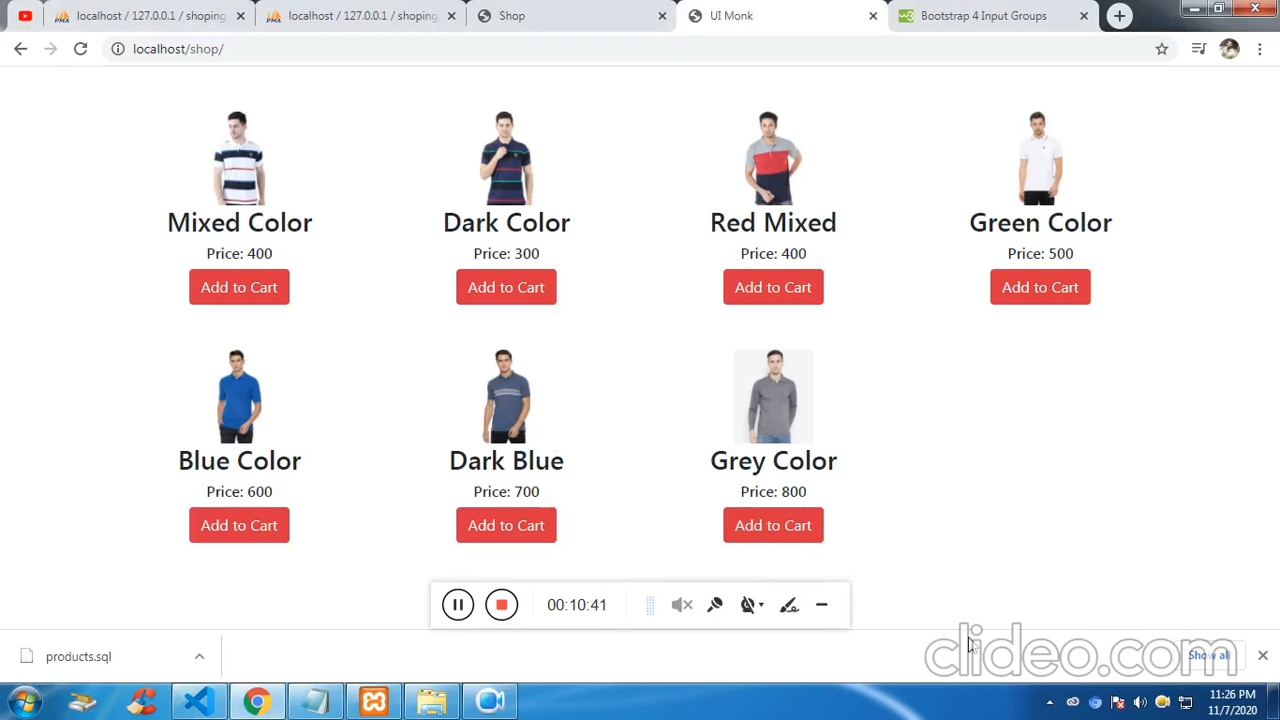 localhost / 127.0.0.1 / shoping
localhost / 127.0.0.1 / shoping
Shop
UI Monk
w3
Bootstrap 4 Input Groups
localhost/shop/
Mixed Color
Dark Color
Red Mixed
Green Color
Price: 400
Price: 300
Price: 400
Price: 500
Add to Cart
Add to Cart
Add to Cart
Add to Cart
Blue Color
Dark Blue
Grey Color
Price: 600
Price: 700
Price: 800
Add to Cart
Add to Cart
Add to Cart
00:10:41
products.sql
clideo.com
Show all
11:26 PM
11/7/2020